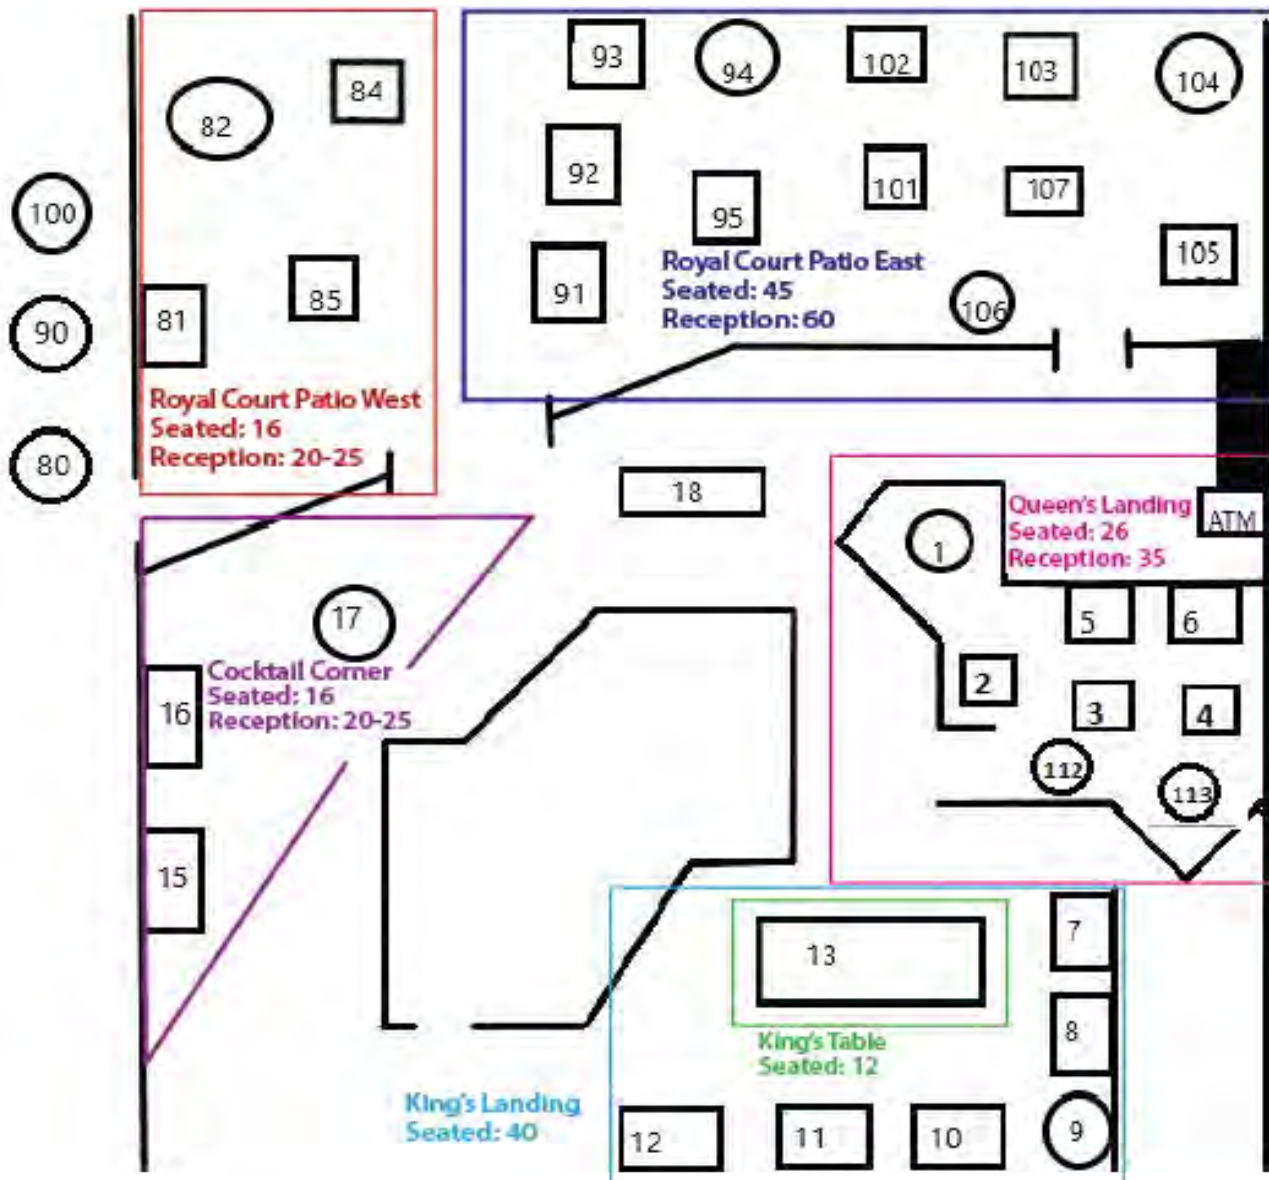 93
94
102
103
104
84
82
92
101
107
95
100
105
Royal Court Patio East
Seated: 45
Reception: 60
91
85
106
81
90
Royal Court Patio West
Seated: 16
Reception: 20-25
80
18
Queen's Landing
Seated: 26
Reception: 35
ATM
1
17
5
6
Cocktail Corner
Seated: 16
Reception: 20-25
2
16
3
4
112
113
15
7
13
8
King's Table
Seated: 12
King's Landing
Seated: 40
12
11
10
9